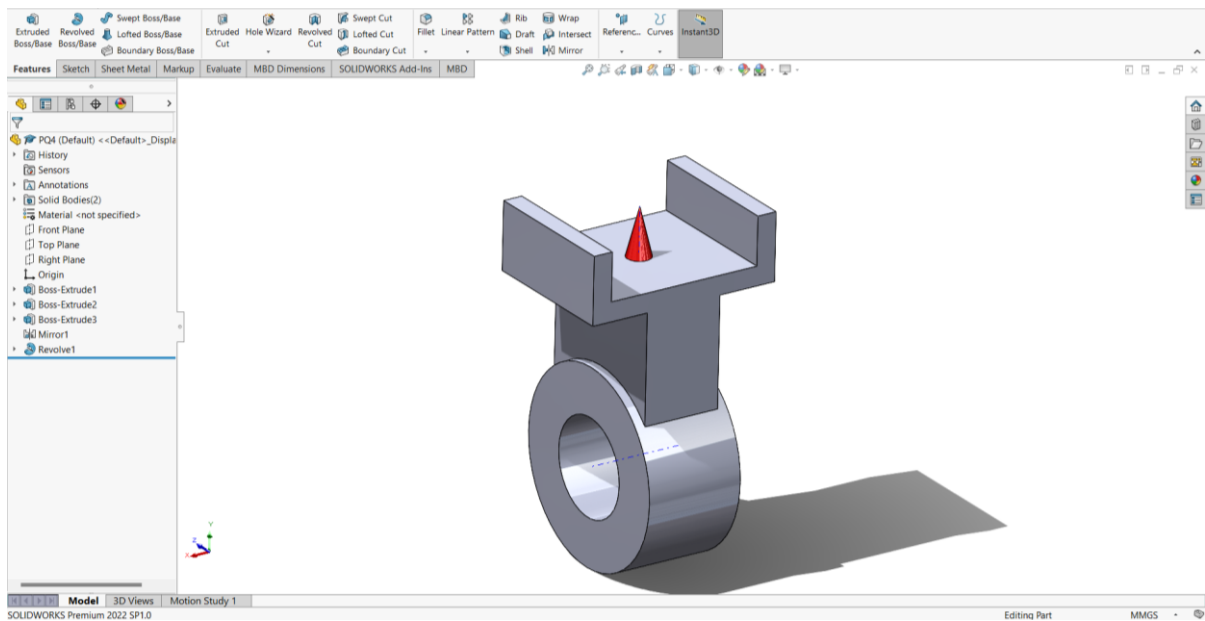 Extruded Boss/Base
Revolved Boss/Base
Swept Boss/Base
Lofted Boss/Base
Boundary Boss/Base
Extruded Cut
Hole Wizard
Revolved Cut
Swept Cut
Lofted Cut
Boundary Cut
Fillet
Linear Pattern
Rib
Draft
Shell
Wrap
Intersect
Mirror
Referenc...
Curves
Instant3D
Features Sketch Sheet Metal Markup Evaluate MBD Dimensions SOLIDWORKS Add-Ins MBD
PQ4 (Default) <<Default>_Displa
History
Sensors
Annotations
Solid Bodies(2)
Material <not specified>
Front Plane
Top Plane
Right Plane
Origin
Boss-Extrude1
Boss-Extrude2
Boss-Extrude3
Mirror1
Revolve1
Y
Z
X
Model 3D Views Motion Study 1
SOLIDWORKS Premium 2022 SP1.0 Editing Part MMGS